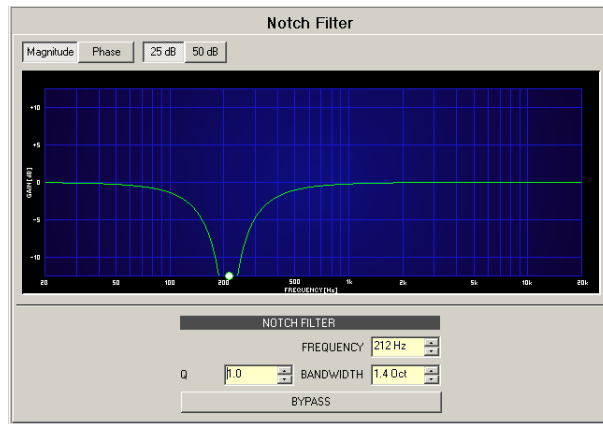 Notch Filter
Magnitude Phase 25 dB 50 dB
+10
+5
0
-5
-10
GAIN[dB]
20 50 100 200 500 1k 2k 5k 10k 20k
FREQUENCY[Hz]
NOTCH FILTER
FREQUENCY 212 Hz
Q 1.0 BANDWIDTH 1.4 Oct
BYPASS